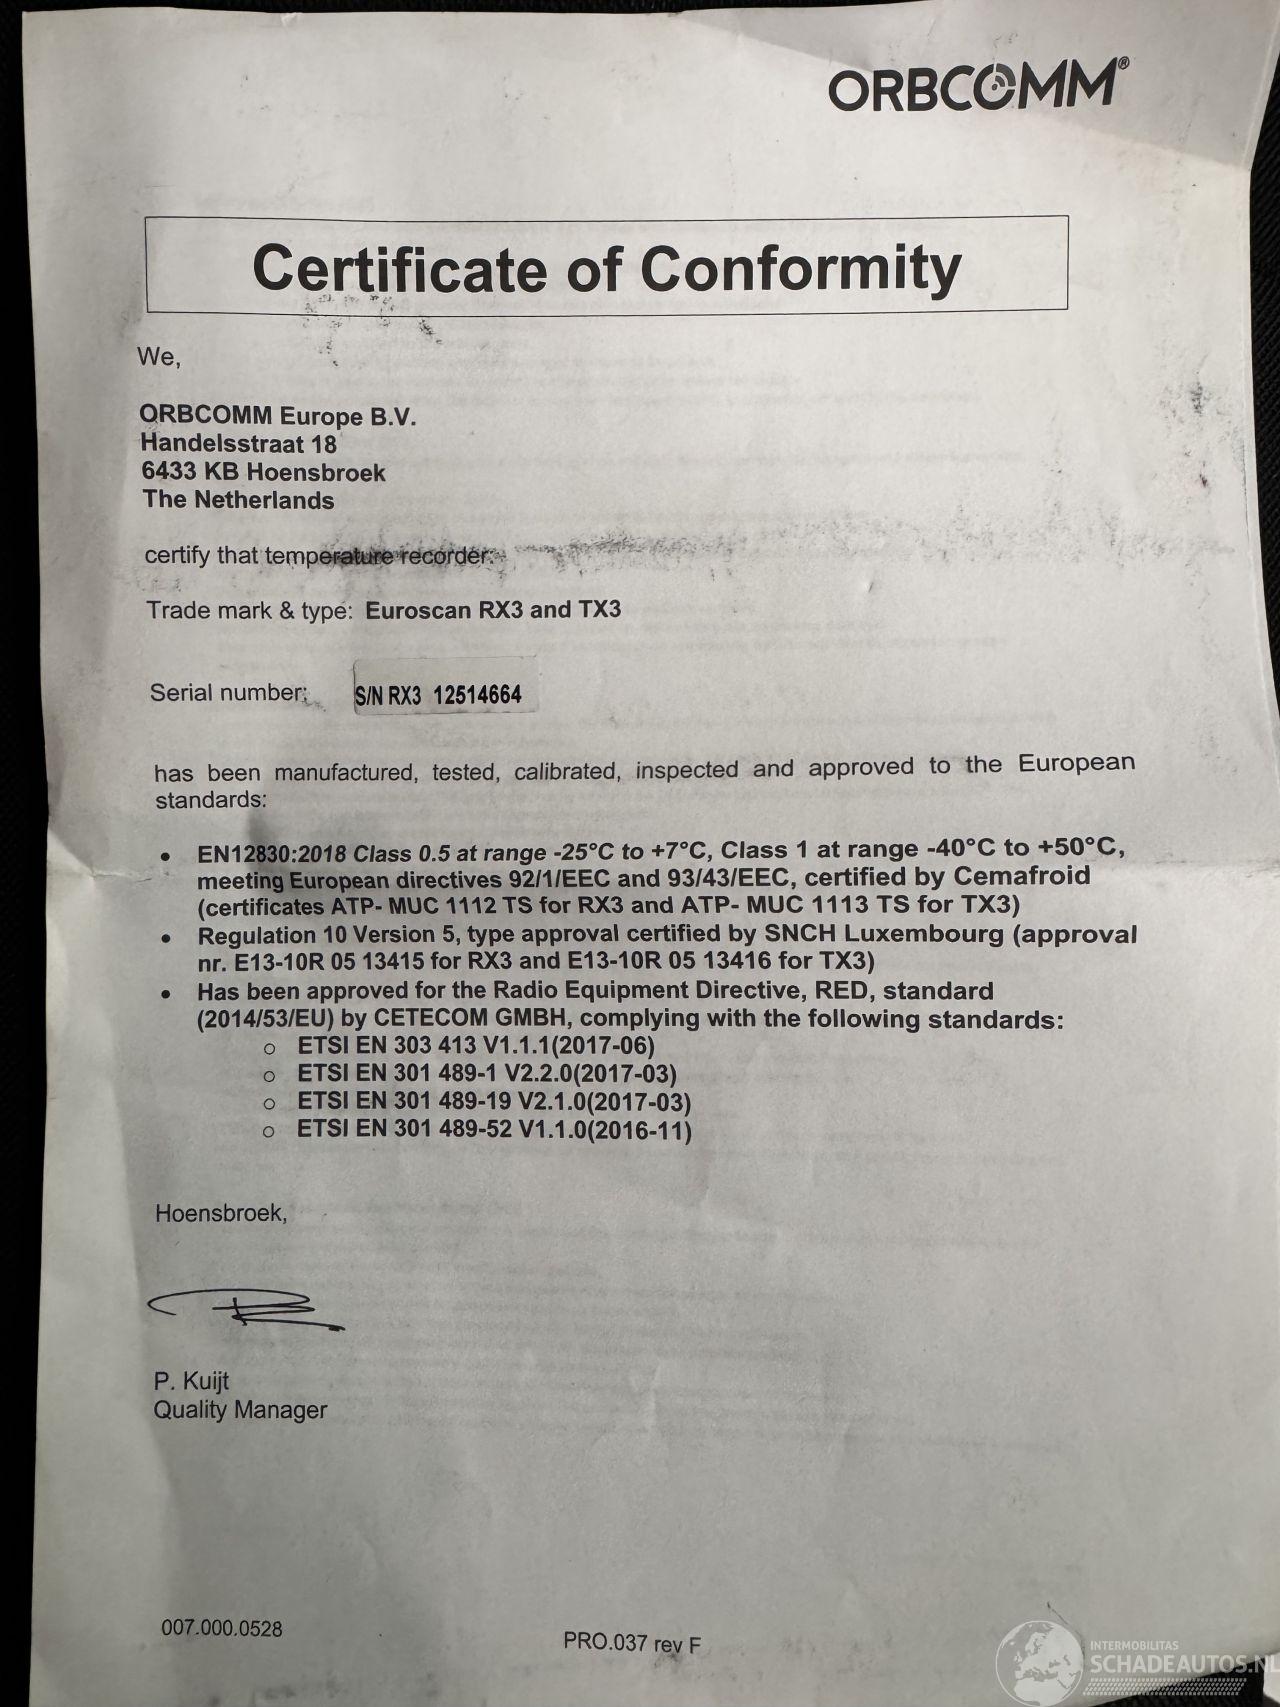 ORBCOMM®
Certificate of Conformity
We,
ORBCOMM Europe B.V.
Handelsstraat 18
6433 KB Hoensbroek
The Netherlands
certify that temperature recorder:
Trade mark & type: Euroscan RX3 and TX3
Serial number: S/N RX3 12514664
has been manufactured, tested, calibrated, inspected and approved to the European
standards:
• EN12830:2018 Class 0.5 at range -25°C to +7°C, Class 1 at range -40°C to +50°C,
meeting European directives 92/1/EEC and 93/43/EEC, certified by Cemafroid
(certificates ATP- MUC 1112 TS for RX3 and ATP- MUC 1113 TS for TX3)
• Regulation 10 Version 5, type approval certified by SNCH Luxembourg (approval
nr. E13-10R 05 13415 for RX3 and E13-10R 05 13416 for TX3)
• Has been approved for the Radio Equipment Directive, RED, standard
(2014/53/EU) by CETECOM GMBH, complying with the following standards:
o ETSI EN 303 413 V1.1.1(2017-06)
o ETSI EN 301 489-1 V2.2.0(2017-03)
o ETSI EN 301 489-19 V2.1.0(2017-03)
o ETSI EN 301 489-52 V1.1.0(2016-11)
Hoensbroek,
P. Kuijt
Quality Manager
007.000.0528
PRO.037 rev F
INTERMOBILITAS
SCHADEAUTOS.NL